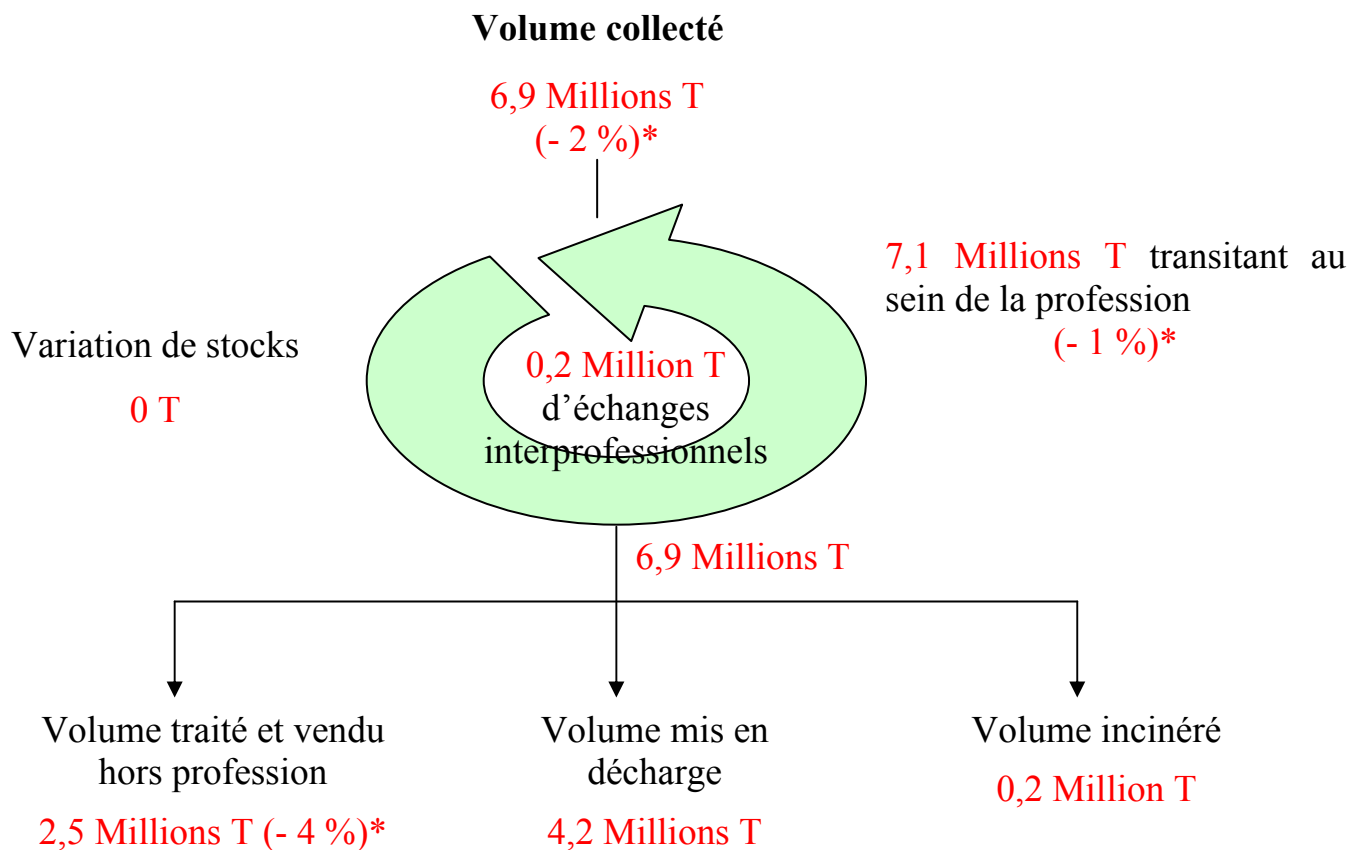 Volume collecté
6,9 Millions T
(- 2 %)*
7,1 Millions T transitant au
sein de la profession
(- 1 %)*
Variation de stocks
0 T
0,2 Million T
d’échanges
interprofessionnels
6,9 Millions T
Volume traité et vendu
hors profession
2,5 Millions T (- 4 %)*
Volume mis en
décharge
4,2 Millions T
Volume incinéré
0,2 Million T